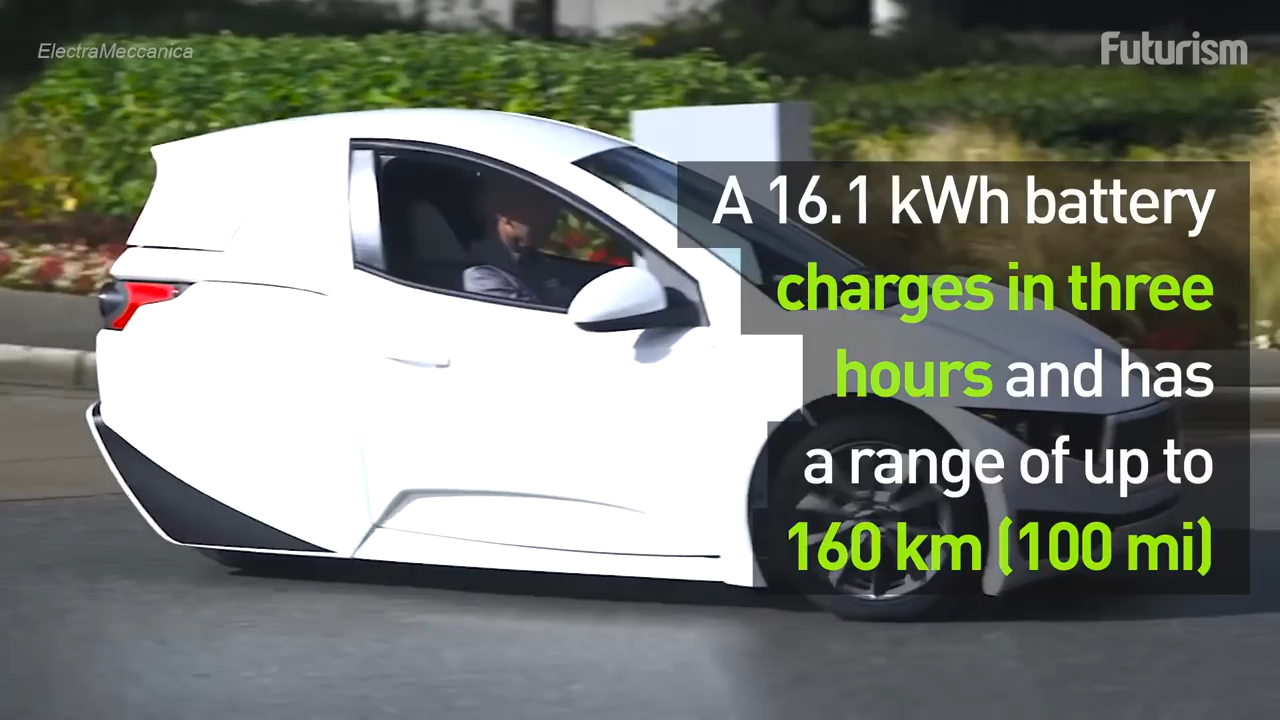 ElectraMeccanica
Futurism
A 16.1 kWh battery
charges in three
hours and has
a range of up to
160 km (100 mi)